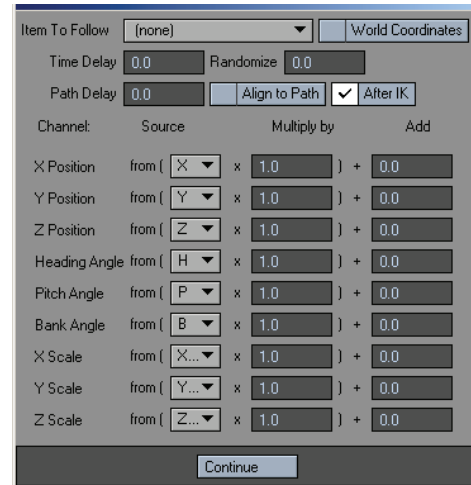 Item To Follow (none) World Coordinates
Time Delay 0.0 Randomize 0.0
Path Delay 0.0 Align to Path After IK
Channel: Source Multiply by Add
X Position from ( X x 1.0 ) + 0.0
Y Position from ( Y x 1.0 ) + 0.0
Z Position from ( Z x 1.0 ) + 0.0
Heading Angle from ( H x 1.0 ) + 0.0
Pitch Angle from ( P x 1.0 ) + 0.0
Bank Angle from ( B x 1.0 ) + 0.0
X Scale from ( X... x 1.0 ) + 0.0
Y Scale from ( Y... x 1.0 ) + 0.0
Z Scale from ( Z... x 1.0 ) + 0.0
Continue